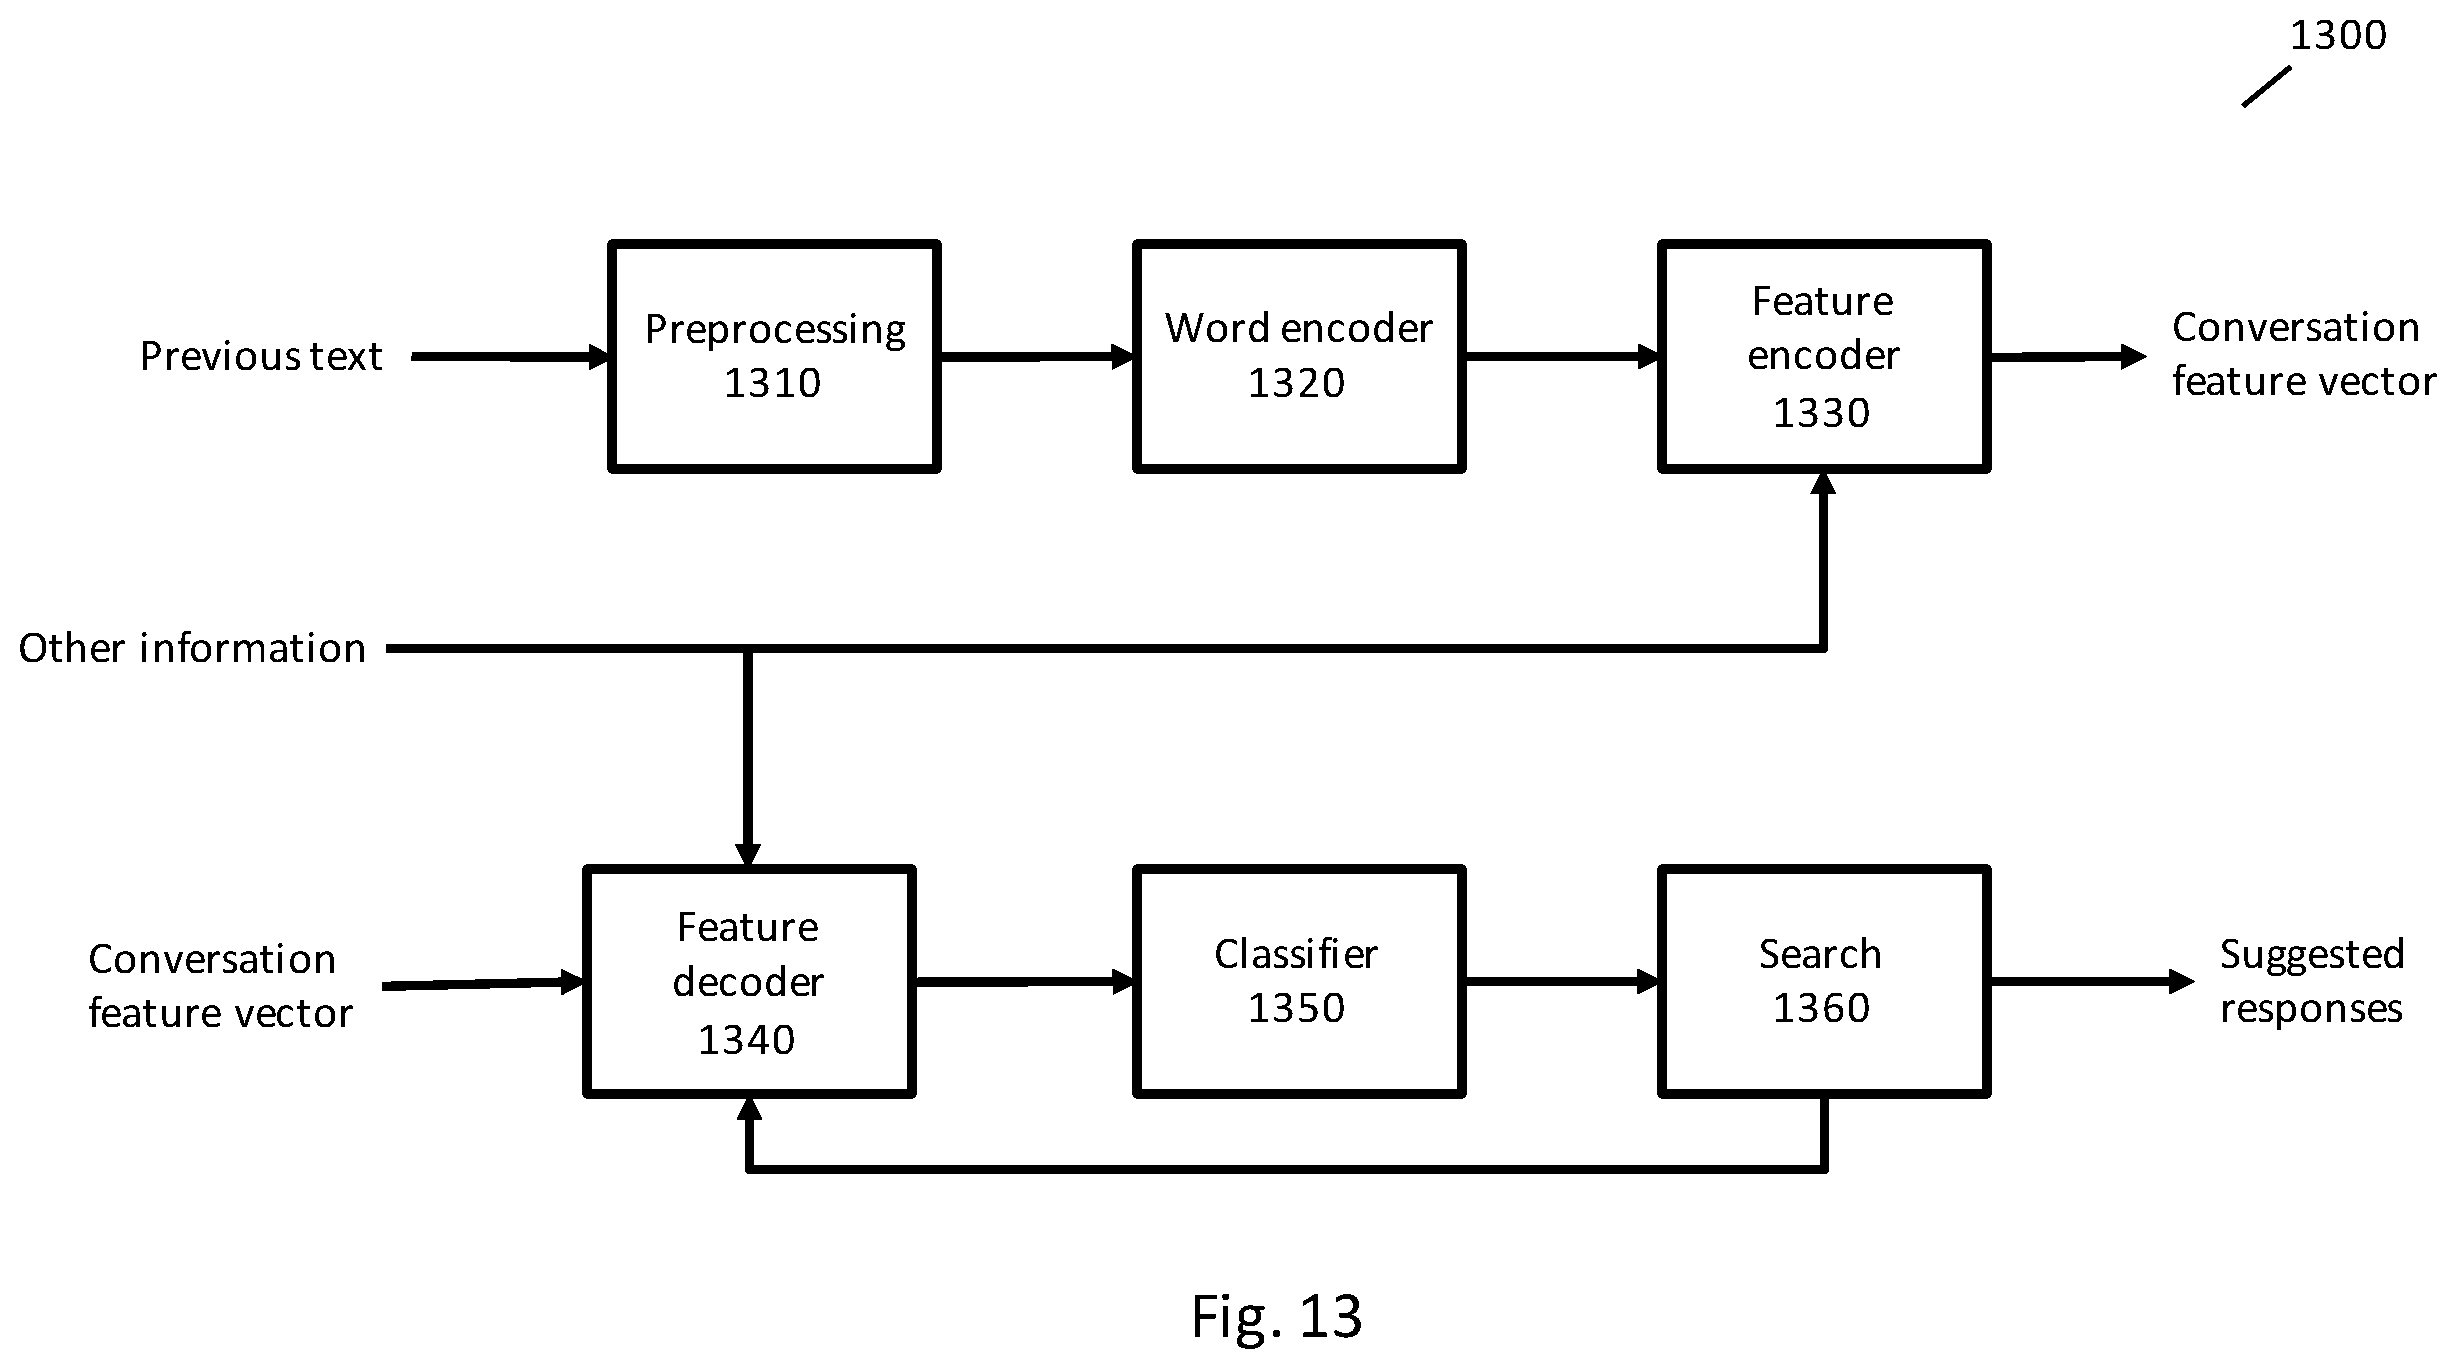 1300
Preprocessing
1310
Word encoder
1320
Feature
encoder
1330
Previous text
Conversation
feature vector
Other information
Conversation
feature vector
Feature
decoder
1340
Classifier
1350
Search
1360
Suggested
responses
Fig. 13